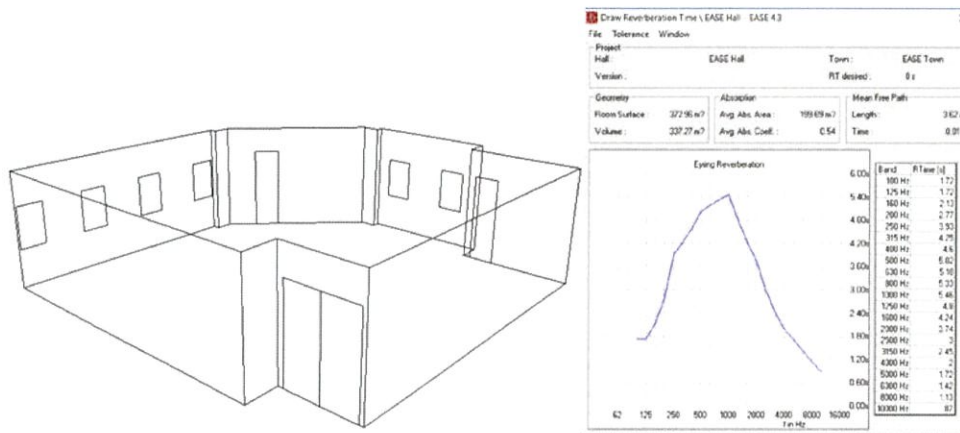 Draw Reverberation Time \ EASE Hall EASE 4.3
File Tolerance Window
Project
Hall : EASE Hall Town : EASE Town
Version : RT desired : 0 s
Geometry Absorption Mean Free Path
Room Surface : 372.96 m² Avg. Abs. Area : 199.69 m² Length : 3.62
Volume : 337.27 m³ Avg. Abs. Coeff. : 0.54 Time 0.01
Eyring Reverberation
6.00s
5.40s
4.80s
4.20s
3.60s
3.00s
2.40s
1.80s
1.20s
0.60s
0.00s
62 125 250 500 1000 2000 4000 8000 16000
f in Hz
Band RTime [s]
100 Hz 1.72
125 Hz 1.72
160 Hz 2.13
200 Hz 2.77
250 Hz 3.93
315 Hz 4.25
400 Hz 4.6
500 Hz
630 Hz
800 Hz 5.33
1000 Hz 5.46
1250 Hz 4.8
1600 Hz 4.24
2000 Hz 3.74
2500 Hz 3
3150 Hz 2.45
4000 Hz 2
5000 Hz 1.72
6300 Hz 1.42
8000 Hz 1.13
10000 Hz .87